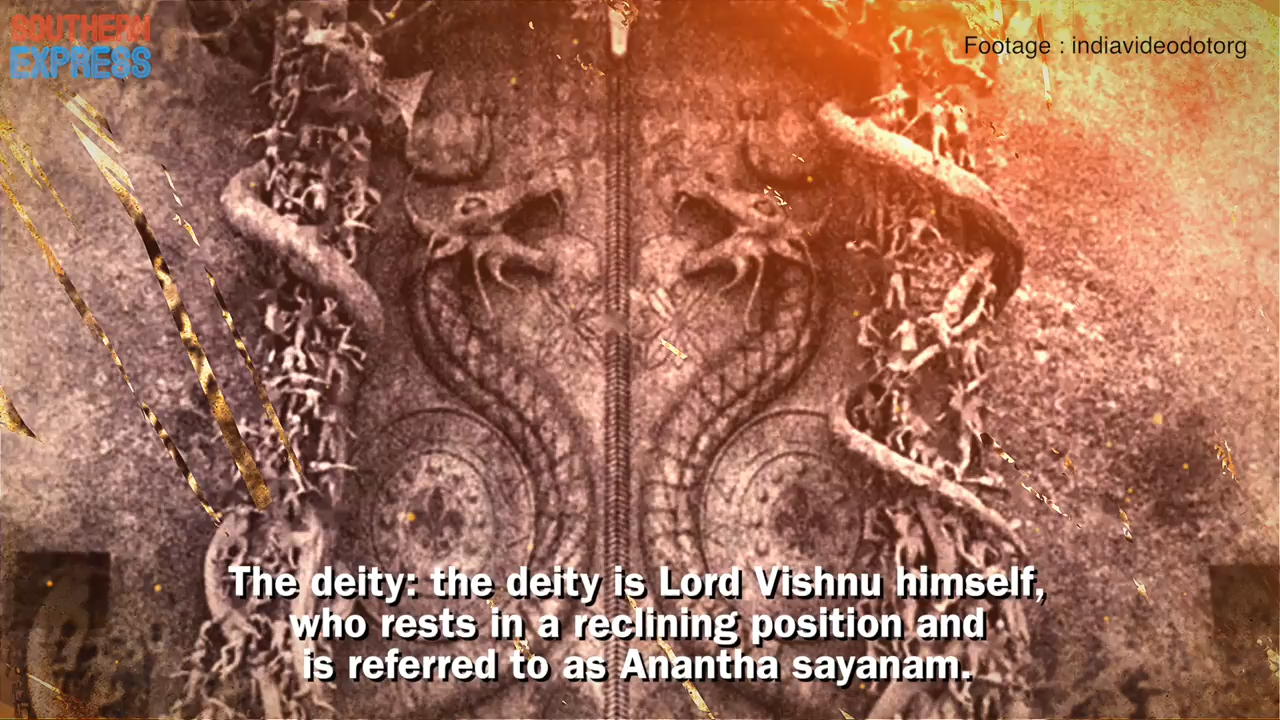 SOUTHERN
EXPRESS
Footage : indiavideodotorg
The deity: the deity is Lord Vishnu himself,
who rests in a reclining position and
is referred to as Anantha sayanam.